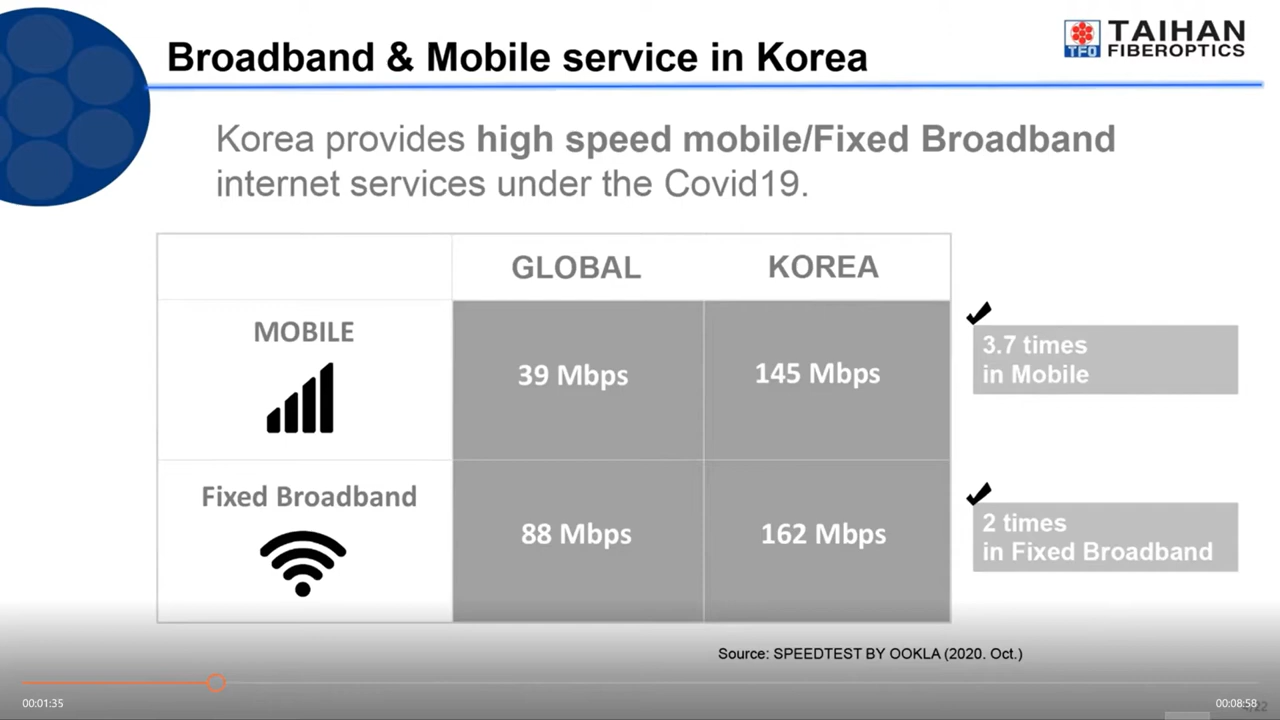 Broadband & Mobile service in Korea
TFO
TAIHAN
FIBEROPTICS
Korea provides high speed mobile/Fixed Broadband
internet services under the Covid19.
GLOBAL
KOREA
MOBILE
39 Mbps
145 Mbps
3.7 times
in Mobile
Fixed Broadband
88 Mbps
162 Mbps
2 times
in Fixed Broadband
Source: SPEEDTEST BY OOKLA (2020. Oct.)
00:01:35
00:08:58